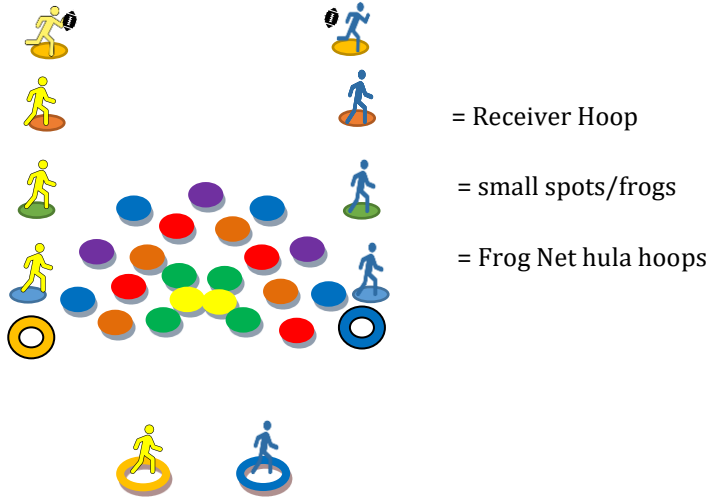 = Receiver Hoop
= small spots/frogs
= Frog Net hula hoops